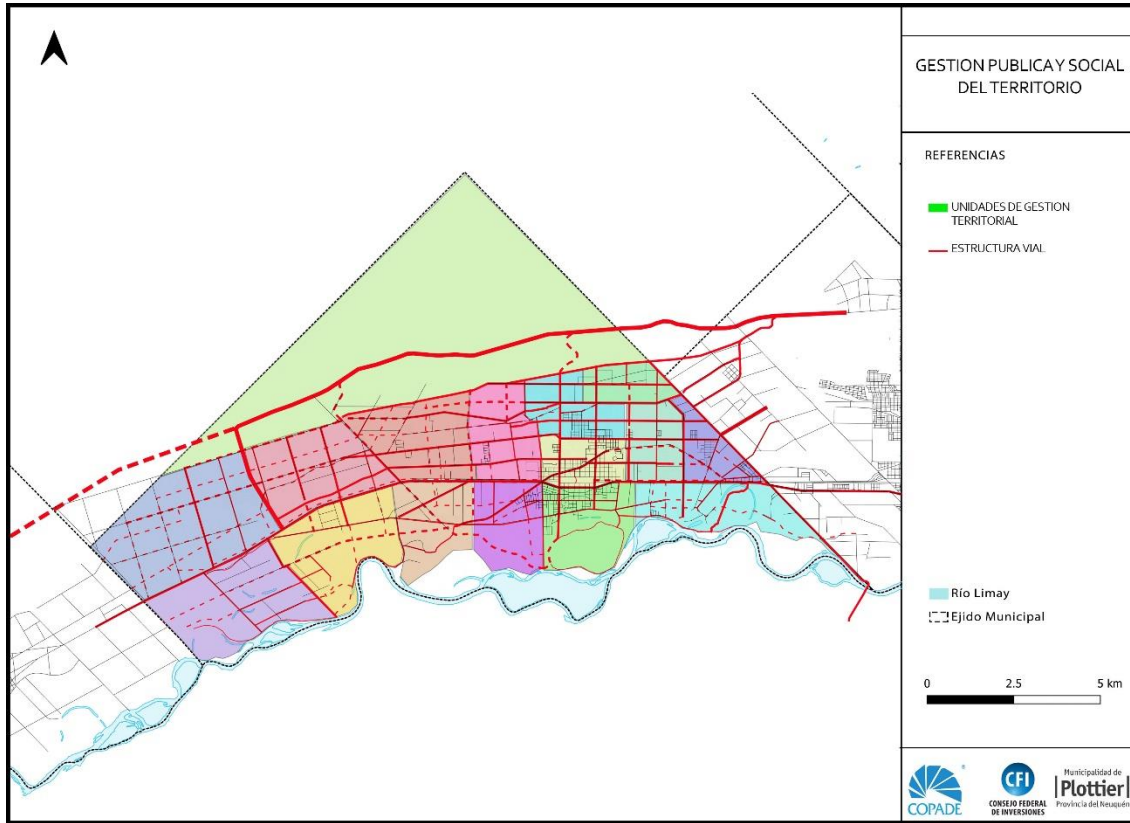 GESTION PUBLICA Y SOCIAL
DEL TERRITORIO
REFERENCIAS
UNIDADES DE GESTION
TERRITORIAL
ESTRUCTURA VIAL
Río Limay
Ejido Municipal
0 2.5 5 km
COPADE
CFI
CONSEJO FEDERAL
DE INVERSIONES
Municipalidad de
Plottier
Provincia del Neuquén